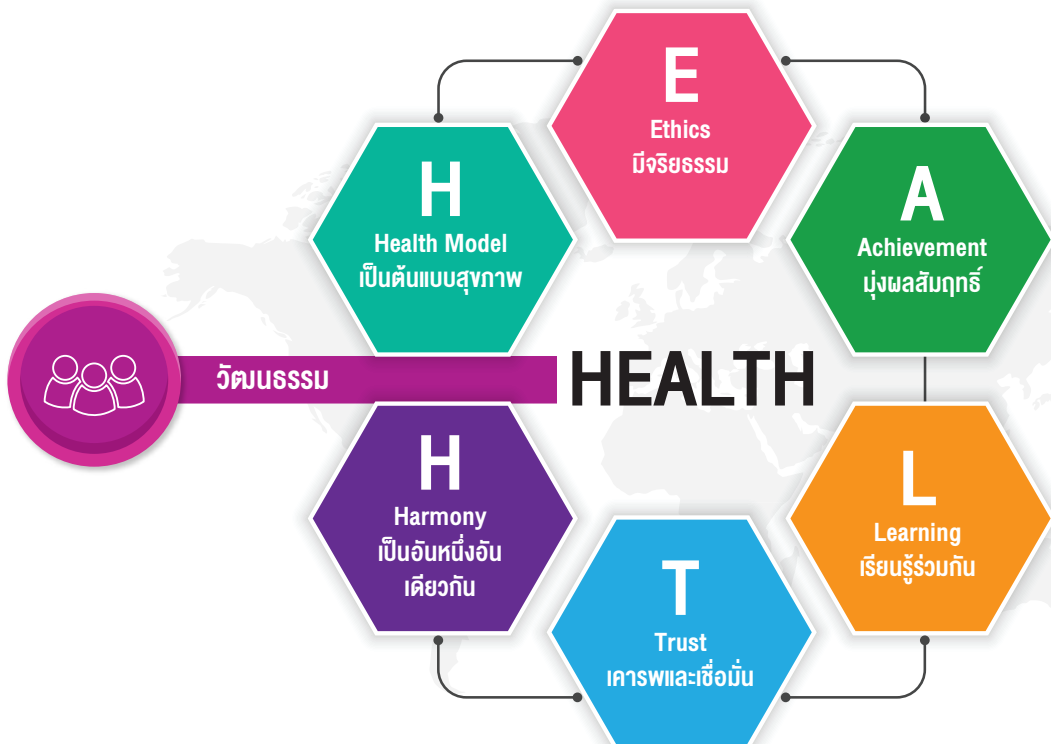 วัฒนธรรม
HEALTH
H
Health Model
เป็นต้นแบบสุขภาพ
E
Ethics
มีจริยธรรม
A
Achievement
มุ่งผลสัมฤทธิ์
L
Learning
เรียนรู้ร่วมกัน
T
Trust
เคารพและเชื่อมั่น
H
Harmony
เป็นอันหนึ่งอัน
เดียวกัน